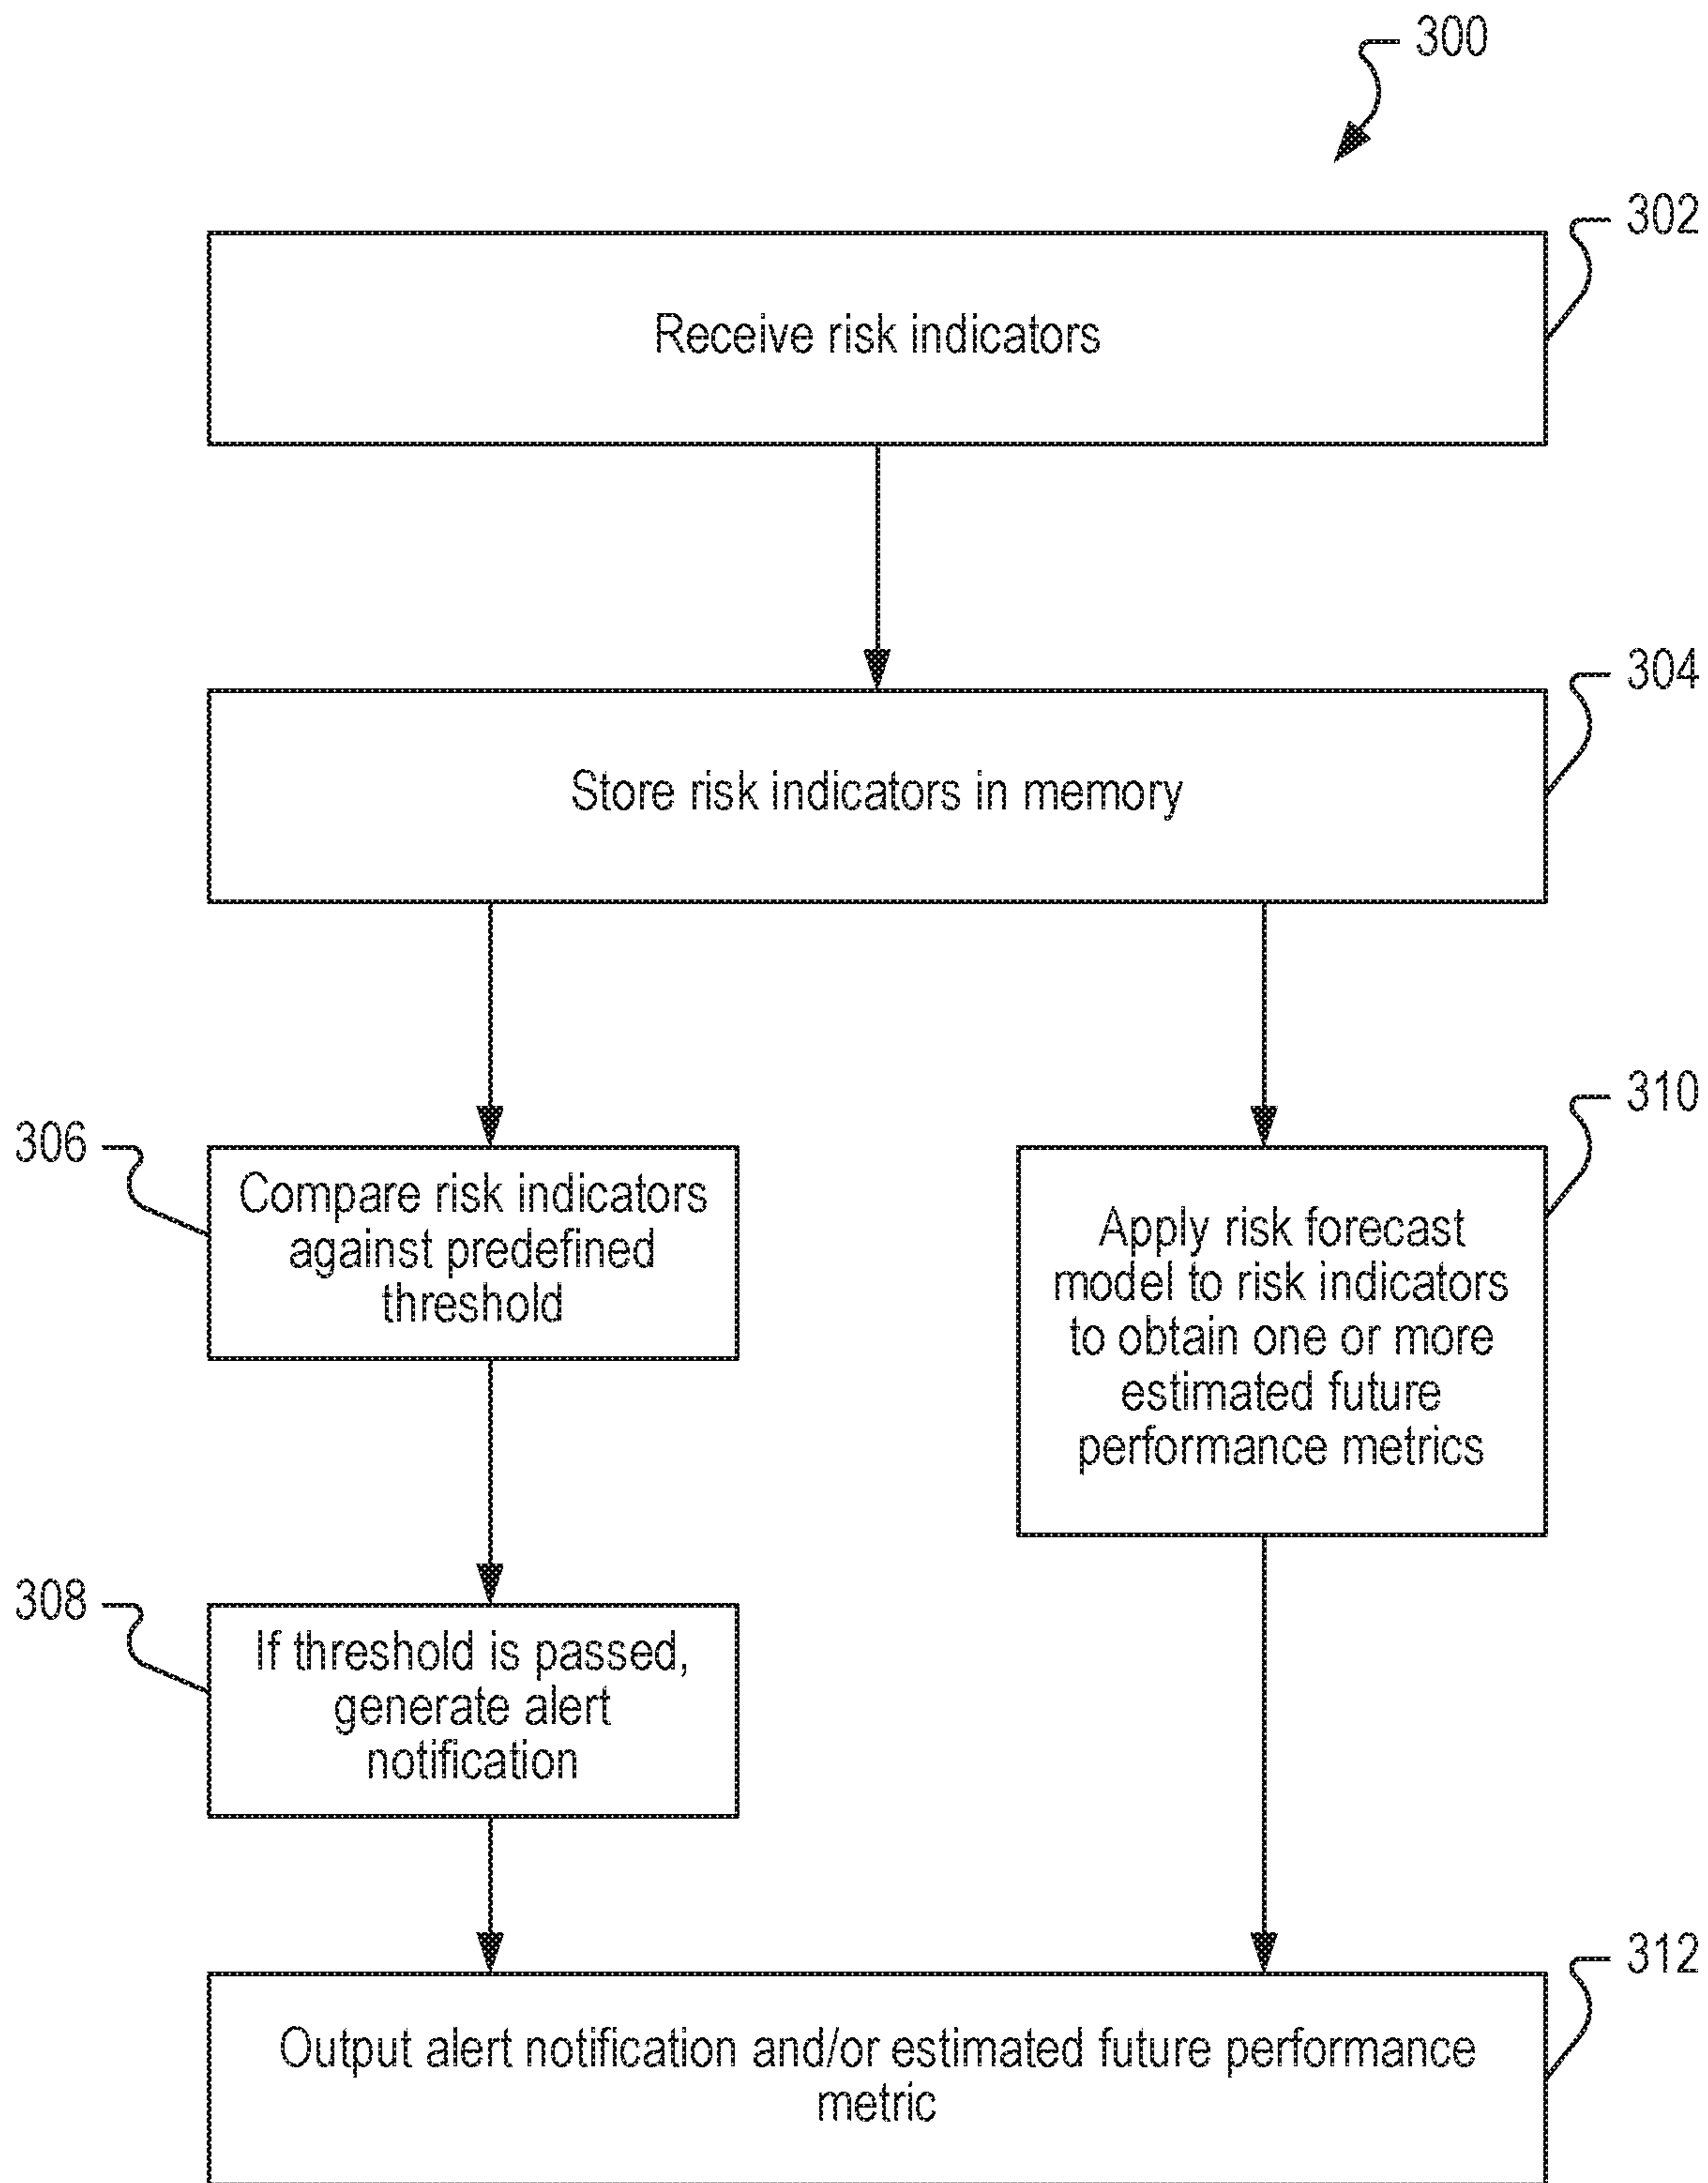 300
302
Receive risk indicators
304
Store risk indicators in memory
306
Compare risk indicators
against predefined
threshold
310
Apply risk forecast
model to risk indicators
to obtain one or more
estimated future
performance metrics
308
If threshold is passed,
generate alert
notification
312
Output alert notification and/or estimated future performance
metric